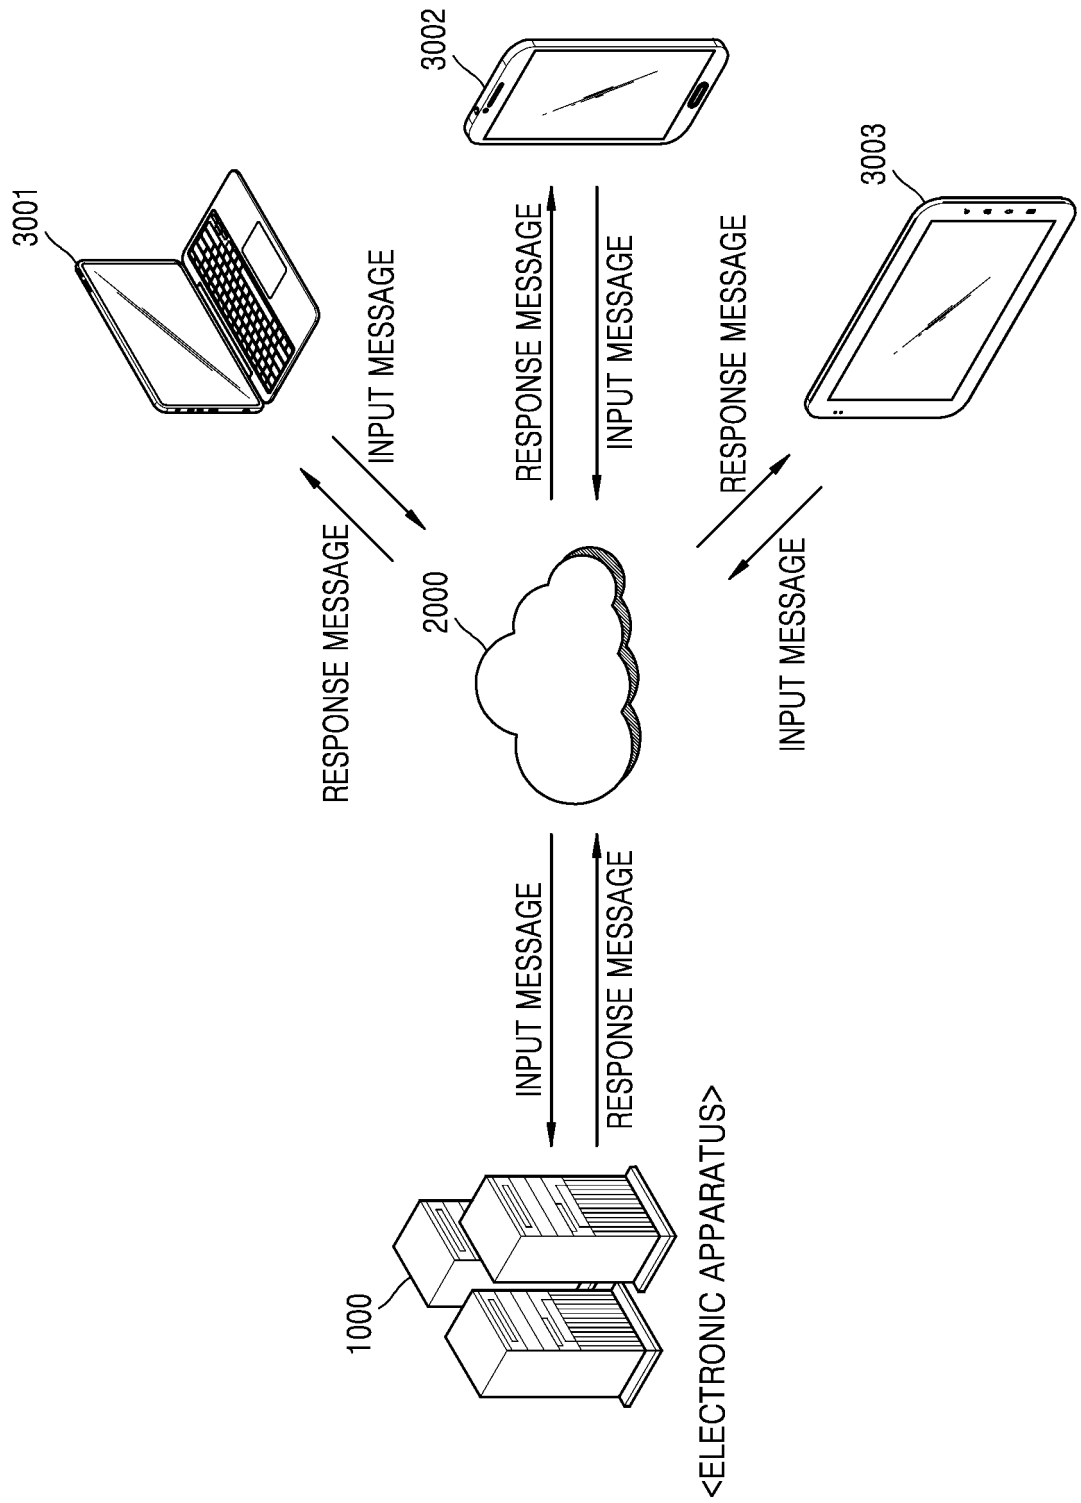 3001
RESPONSE MESSAGE
INPUT MESSAGE
1000
2000
3002
INPUT MESSAGE
RESPONSE MESSAGE
RESPONSE MESSAGE
INPUT MESSAGE
<ELECTRONIC APPARATUS>
RESPONSE MESSAGE
INPUT MESSAGE
3003